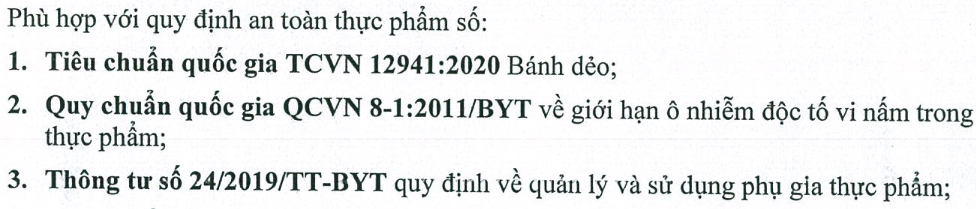 Phù hợp với quy định an toàn thực phẩm số:
1. Tiêu chuẩn quốc gia TCVN 12941:2020 Bánh dẻo;
2. Quy chuẩn quốc gia QCVN 8-1:2011/BYT về giới hạn ô nhiễm độc tố vi nấm trong
thực phẩm;
3. Thông tư số 24/2019/TT-BYT quy định về quản lý và sử dụng phụ gia thực phẩm;